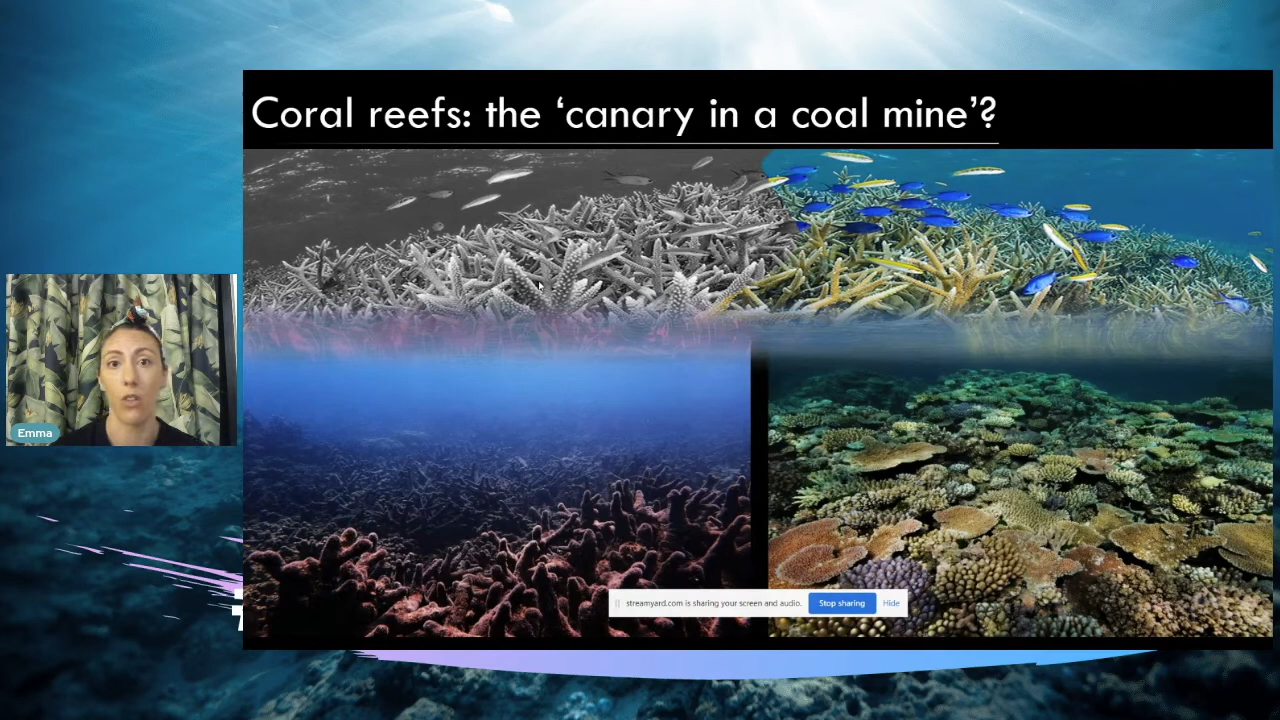 Coral reefs: the ‘canary in a coal mine’?
Emma
streamyard.com is sharing your screen and audio.
Stop sharing
Hide